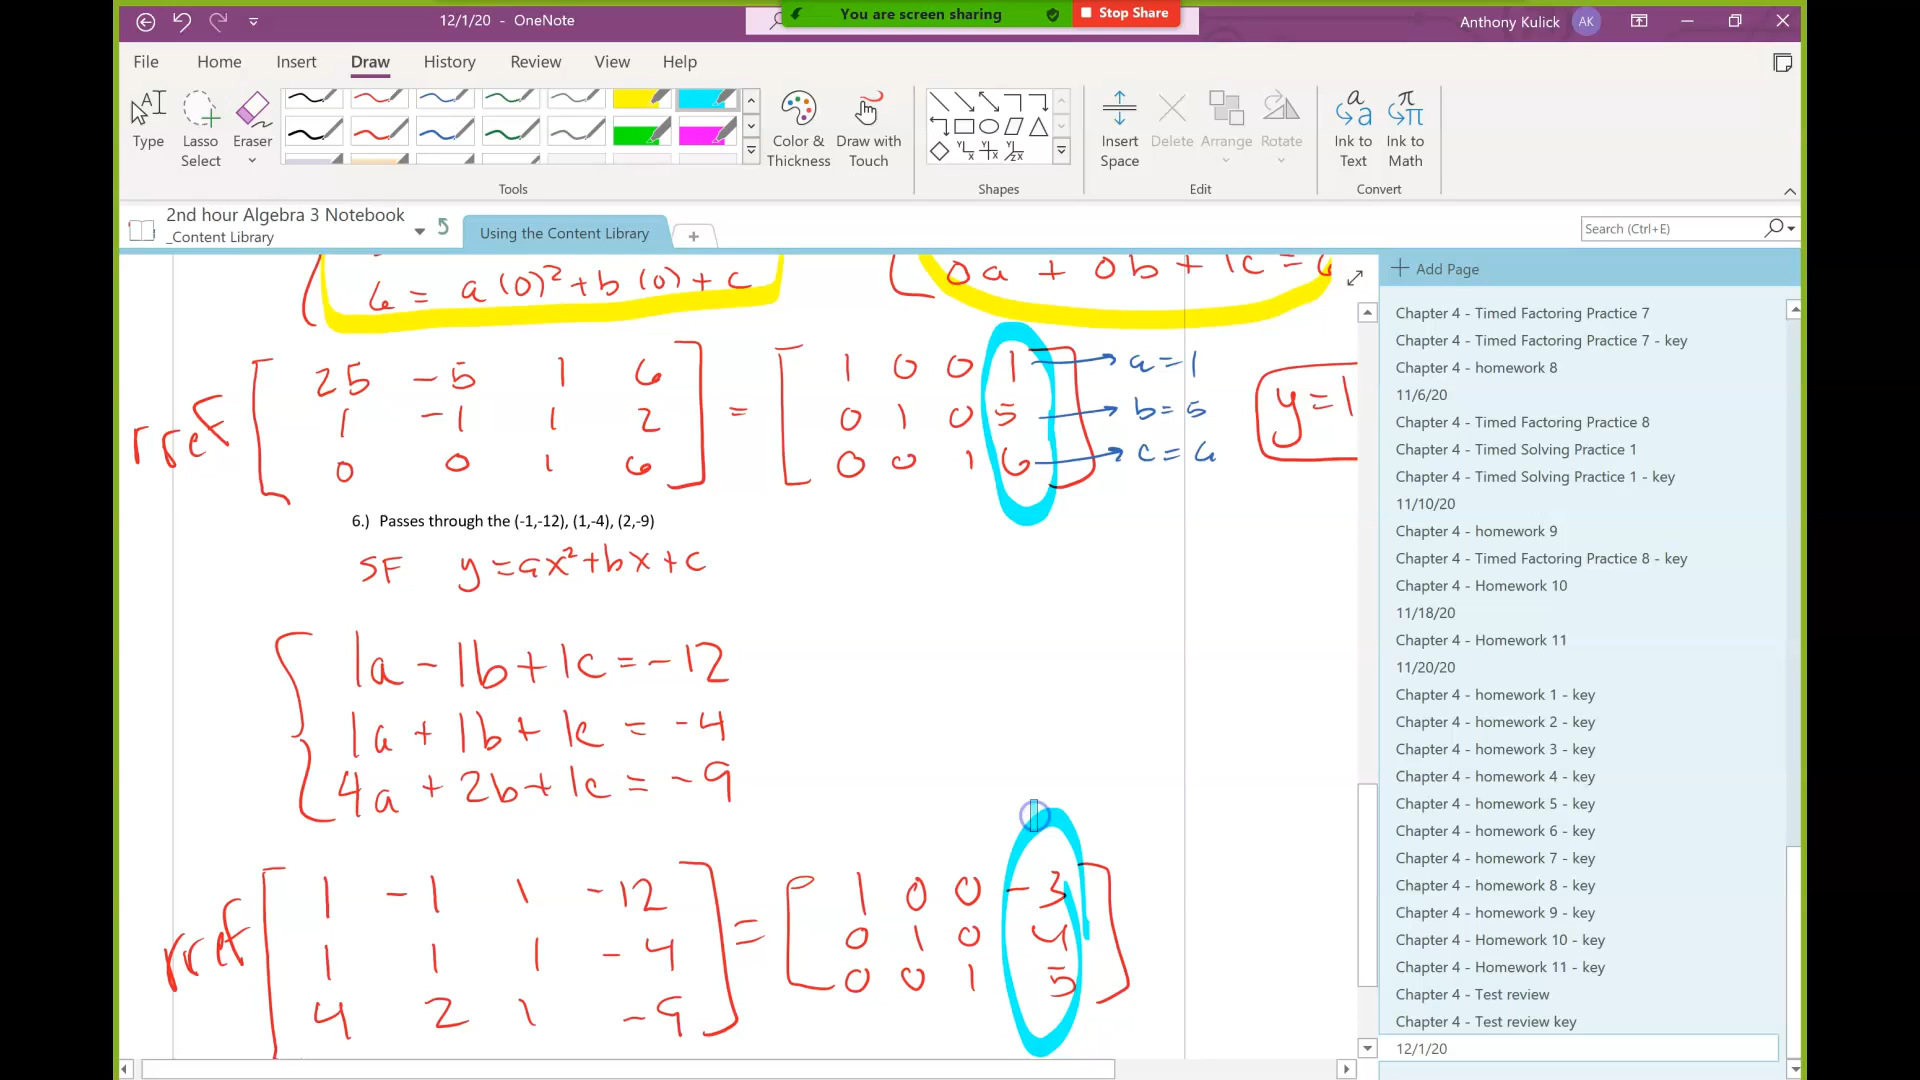 12/1/20 - OneNote
You are screen sharing
Stop Share
Anthony Kulick
AK
File Home Insert Draw History Review View Help
Type
Lasso Select
Eraser
Color & Thickness
Draw with Touch
Insert Space
Delete
Arrange
Rotate
Ink to Text
Ink to Math
Tools
Shapes
Edit
Convert
2nd hour Algebra 3 Notebook
_Content Library
Using the Content Library
Search (Ctrl+E)
6 = a(0)²+b(0)+c
0a + 0b + 1c = 6
rref [ 25 -5 1 6 ] = [ 1 0 0 1 ] → a=1
1 -1 1 2 0 1 0 5 → b=5
0 0 1 6 0 0 1 6 → c=6
y=1
6.) Passes through the (-1,-12), (1,-4), (2,-9)
SF y=ax²+bx+c
1a - 1b + 1c = -12
1a + 1b + 1c = -4
4a + 2b + 1c = -9
rref [ 1 -1 1 -12 ] = [ 1 0 0 -3 ]
1 1 1 -4 0 1 0 4
4 2 1 -9 0 0 1 5
Add Page
Chapter 4 - Timed Factoring Practice 7
Chapter 4 - Timed Factoring Practice 7 - key
Chapter 4 - homework 8
11/6/20
Chapter 4 - Timed Factoring Practice 8
Chapter 4 - Timed Solving Practice 1
Chapter 4 - Timed Solving Practice 1 - key
11/10/20
Chapter 4 - homework 9
Chapter 4 - Timed Factoring Practice 8 - key
Chapter 4 - Homework 10
11/18/20
Chapter 4 - Homework 11
11/20/20
Chapter 4 - homework 1 - key
Chapter 4 - homework 2 - key
Chapter 4 - homework 3 - key
Chapter 4 - homework 4 - key
Chapter 4 - homework 5 - key
Chapter 4 - homework 6 - key
Chapter 4 - homework 7 - key
Chapter 4 - homework 8 - key
Chapter 4 - homework 9 - key
Chapter 4 - Homework 10 - key
Chapter 4 - Homework 11 - key
Chapter 4 - Test review
Chapter 4 - Test review key
12/1/20